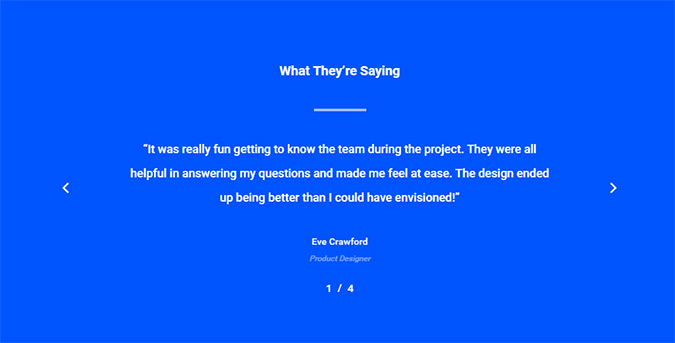 What They’re Saying
“It was really fun getting to know the team during the project. They were all
helpful in answering my questions and made me feel at ease. The design ended
up being better than I could have envisioned!”
Eve Crawford
Product Designer
1 / 4